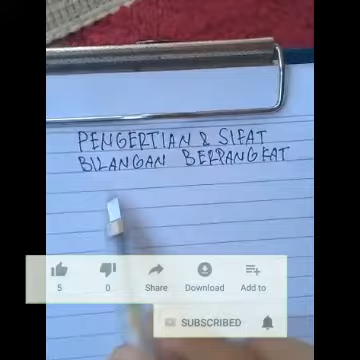 PENGERTIAN & SIFAT
BILANGAN BERPANGKAT
5
0
Share
Download
Add to
SUBSCRIBED